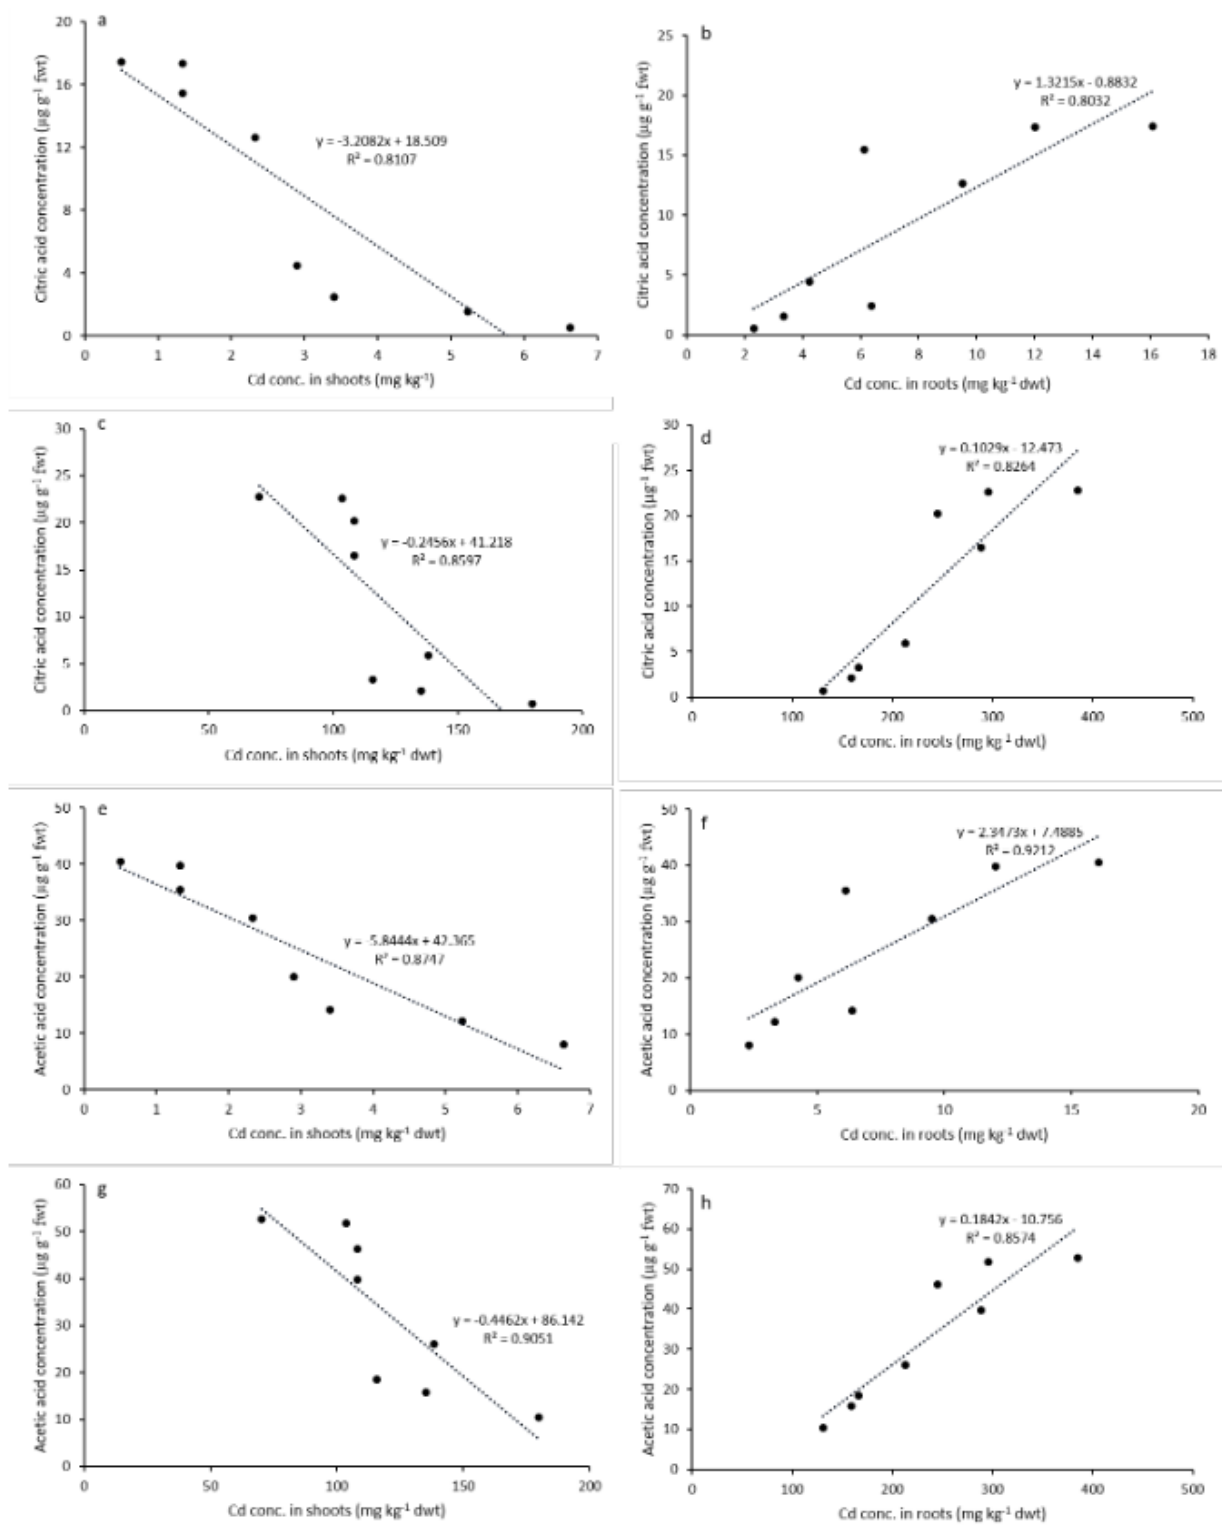 a
Citric acid concentration (µg g⁻¹ fwt)
20
16
12
8
4
0
y = -3.2082x + 18.509
R² = 0.8107
0 1 2 3 4 5 6 7
Cd conc. in shoots (mg kg⁻¹)
b
Citric acid concentration (µg g⁻¹ fwt)
25
20
15
10
5
0
y = 1.3215x - 0.8832
R² = 0.8032
0 2 4 6 8 10 12 14 16 18
Cd conc. in roots (mg kg⁻¹ dwt)
c
Citric acid concentration (µg g⁻¹ fwt)
30
25
20
15
10
5
0
y = -0.2456x + 41.218
R² = 0.8597
0 50 100 150 200
Cd conc. in shoots (mg kg⁻¹ dwt)
d
Citric acid concentration (µg g⁻¹ fwt)
30
25
20
15
10
5
0
y = 0.1029x - 12.473
R² = 0.8264
0 100 200 300 400 500
Cd conc. in roots (mg kg⁻¹ dwt)
e
Acetic acid concentration (µg g⁻¹ fwt)
50
40
30
20
10
0
y = -5.8444x + 42.365
R² = 0.8747
0 1 2 3 4 5 6 7
Cd conc. in shoots (mg kg⁻¹ dwt)
f
Acetic acid concentration (µg g⁻¹ fwt)
50
40
30
20
10
0
y = 2.3473x + 7.4885
R² = 0.9212
0 5 10 15 20
Cd conc. in roots (mg kg⁻¹ dwt)
g
Acetic acid concentration (µg g⁻¹ fwt)
60
50
40
30
20
10
0
y = -0.4462x + 86.142
R² = 0.9051
0 50 100 150 200
Cd conc. in shoots (mg kg⁻¹ dwt)
h
Acetic acid concentration (µg g⁻¹ fwt)
70
60
50
40
30
20
10
0
y = 0.1842x - 10.756
R² = 0.8574
0 100 200 300 400 500
Cd conc. in roots (mg kg⁻¹ dwt)